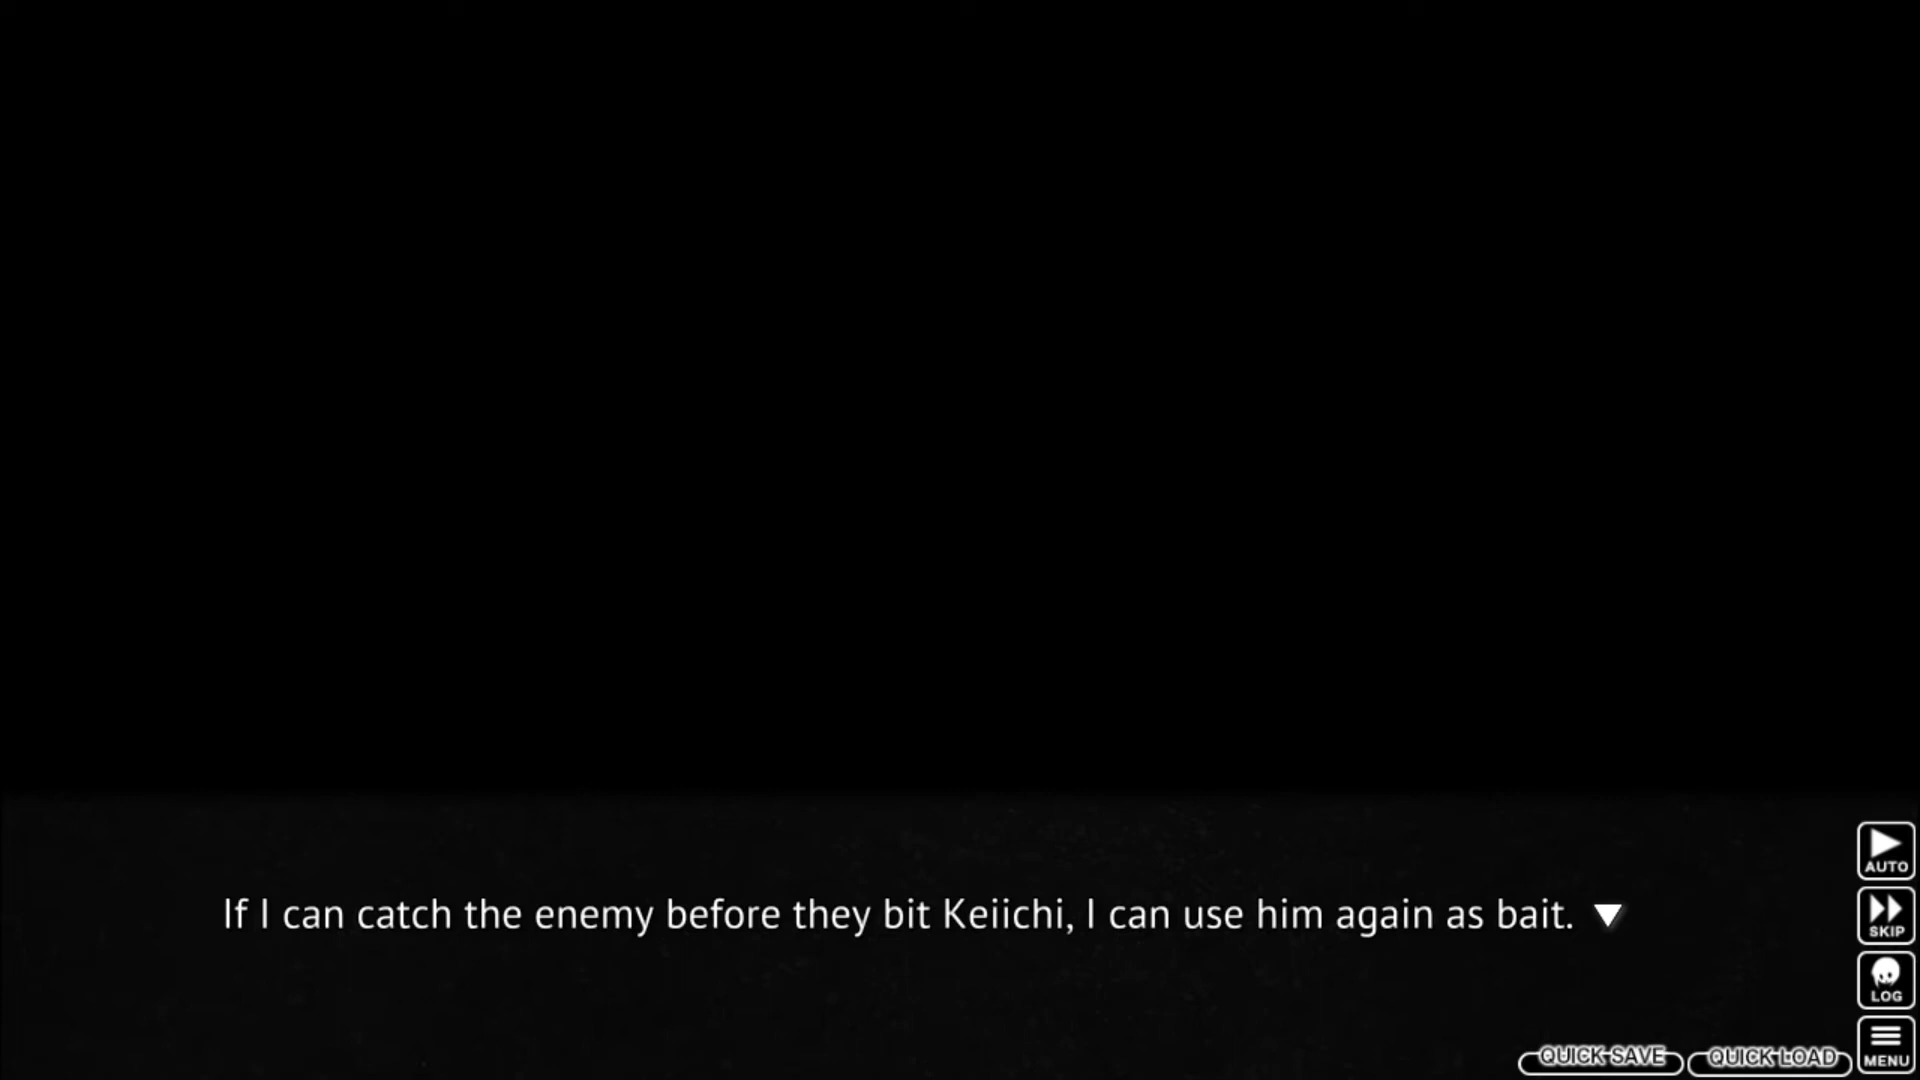 If I can catch the enemy before they bit Keiichi, I can use him again as bait.
AUTO
SKIP
LOG
MENU
QUICK SAVE
QUICK LOAD